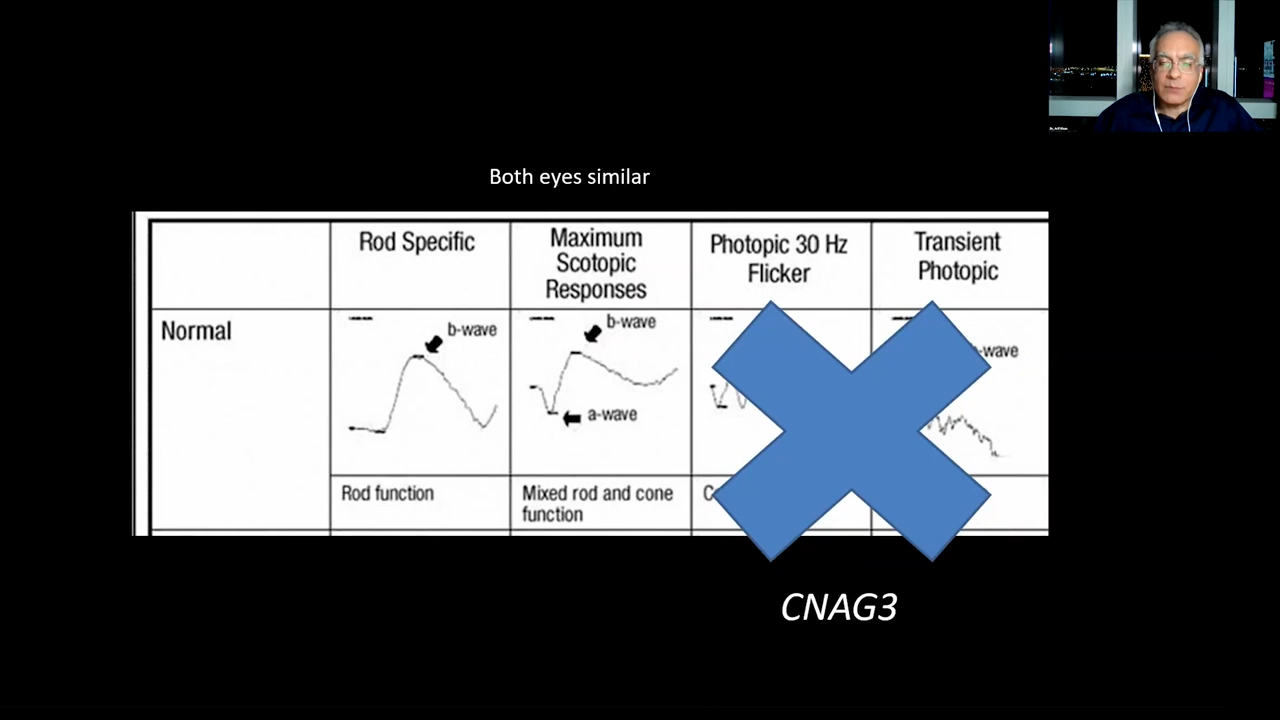 Both eyes similar
Rod Specific
Maximum
Scotopic
Responses
Photopic 30 Hz
Flicker
Transient
Photopic
Normal
b-wave
b-wave
a-wave
-wave
Rod function
Mixed rod and cone
function
CNAG3